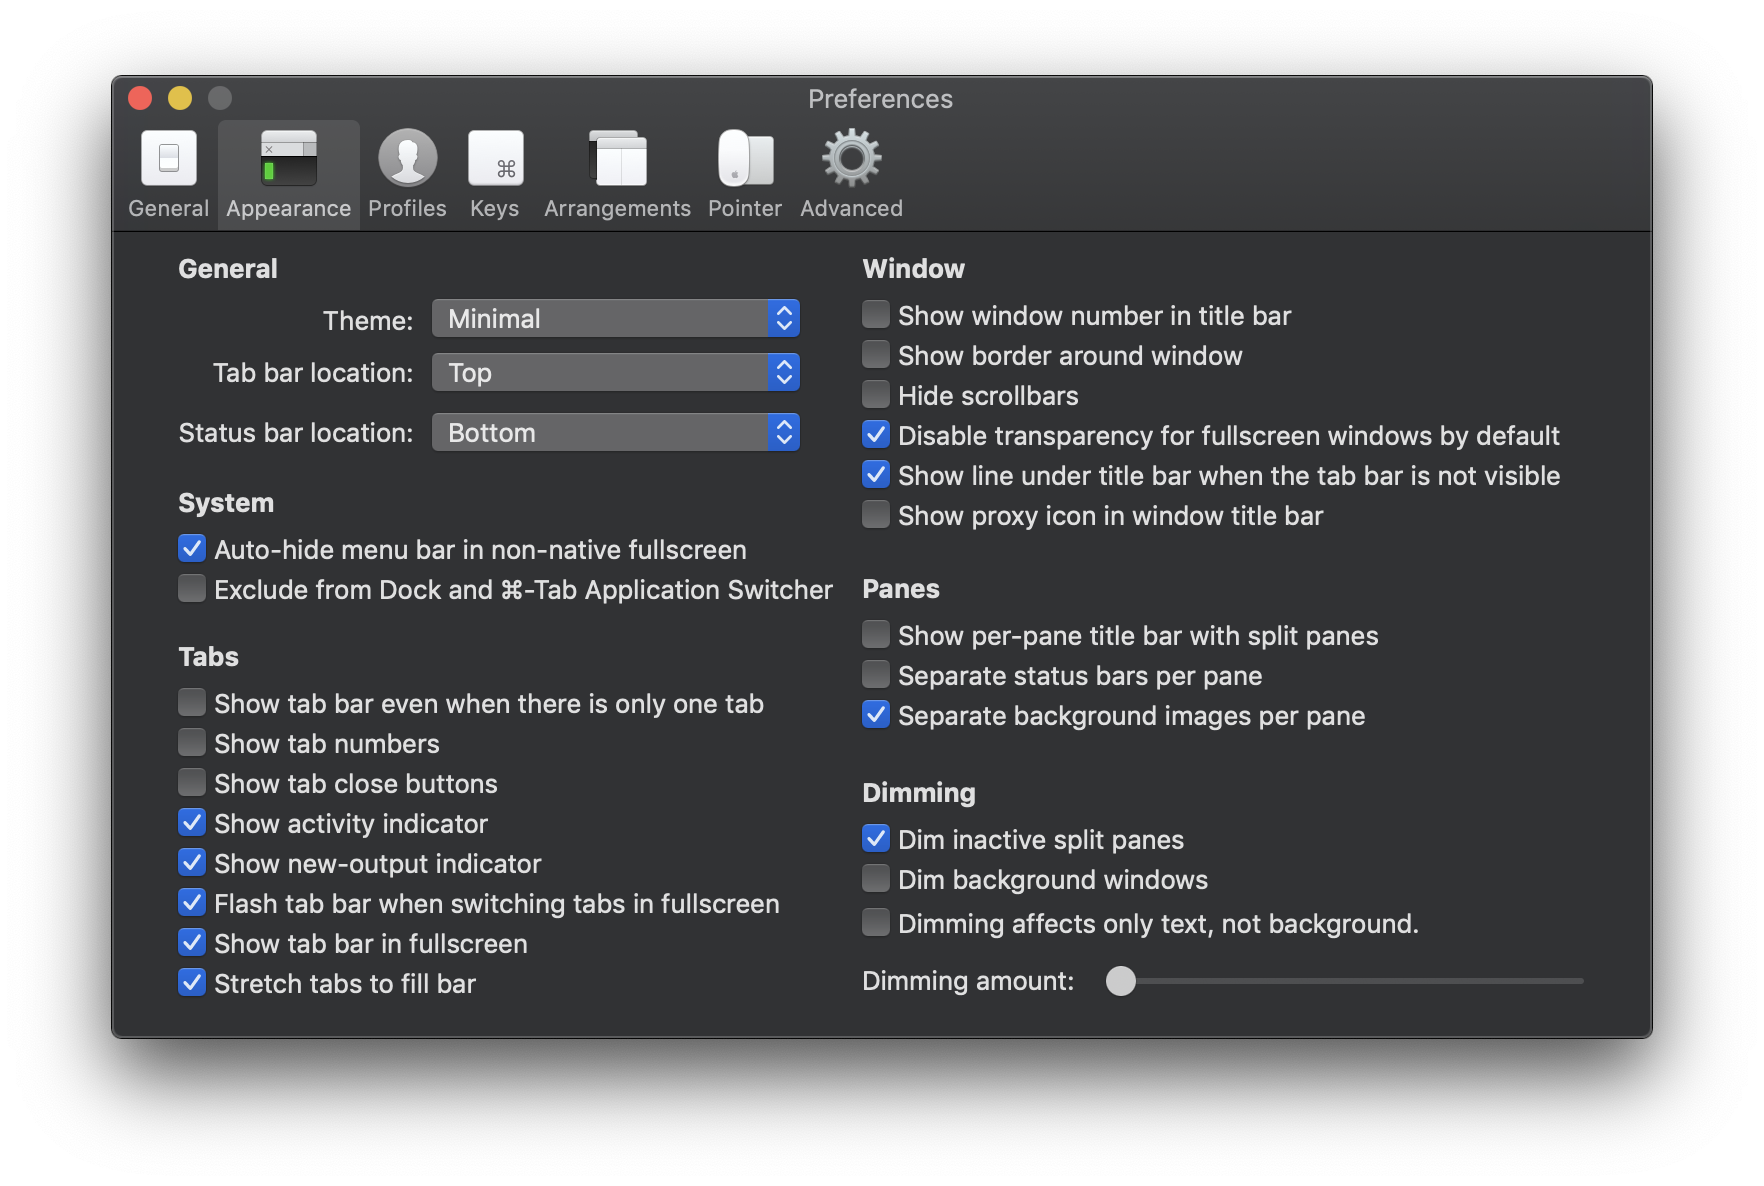 Preferences
General
Appearance
Profiles
Keys
Arrangements
Pointer
Advanced
General
Theme: Minimal
Tab bar location: Top
Status bar location: Bottom
System
Auto-hide menu bar in non-native fullscreen
Exclude from Dock and ⌘-Tab Application Switcher
Tabs
Show tab bar even when there is only one tab
Show tab numbers
Show tab close buttons
Show activity indicator
Show new-output indicator
Flash tab bar when switching tabs in fullscreen
Show tab bar in fullscreen
Stretch tabs to fill bar
Window
Show window number in title bar
Show border around window
Hide scrollbars
Disable transparency for fullscreen windows by default
Show line under title bar when the tab bar is not visible
Show proxy icon in window title bar
Panes
Show per-pane title bar with split panes
Separate status bars per pane
Separate background images per pane
Dimming
Dim inactive split panes
Dim background windows
Dimming affects only text, not background.
Dimming amount: